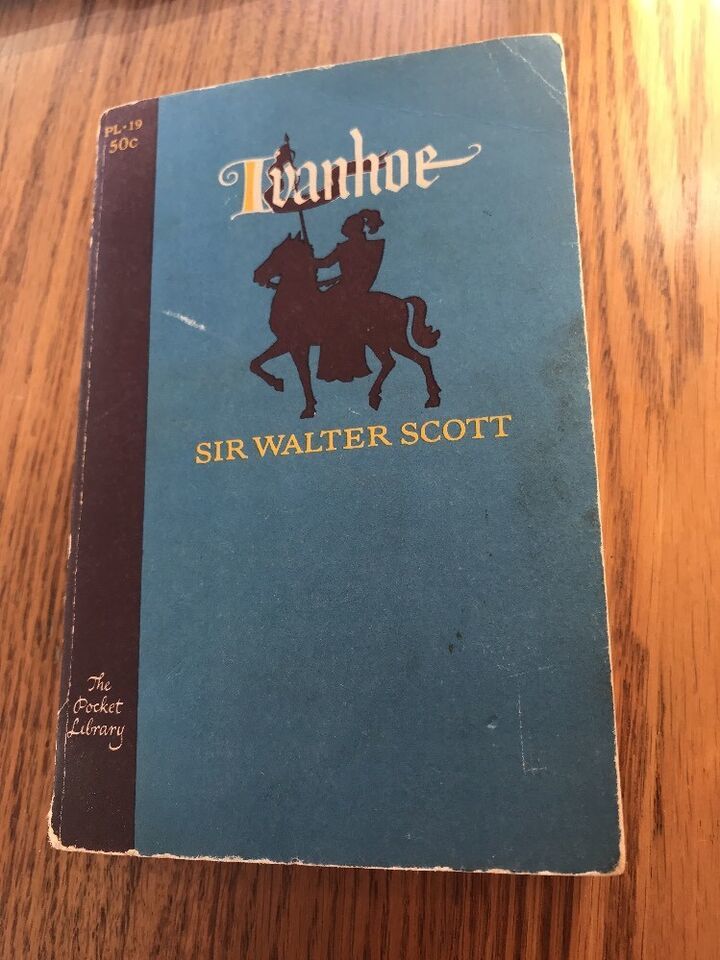 PL·19
50c
Ivanhoe
SIR WALTER SCOTT
The
Pocket
Library